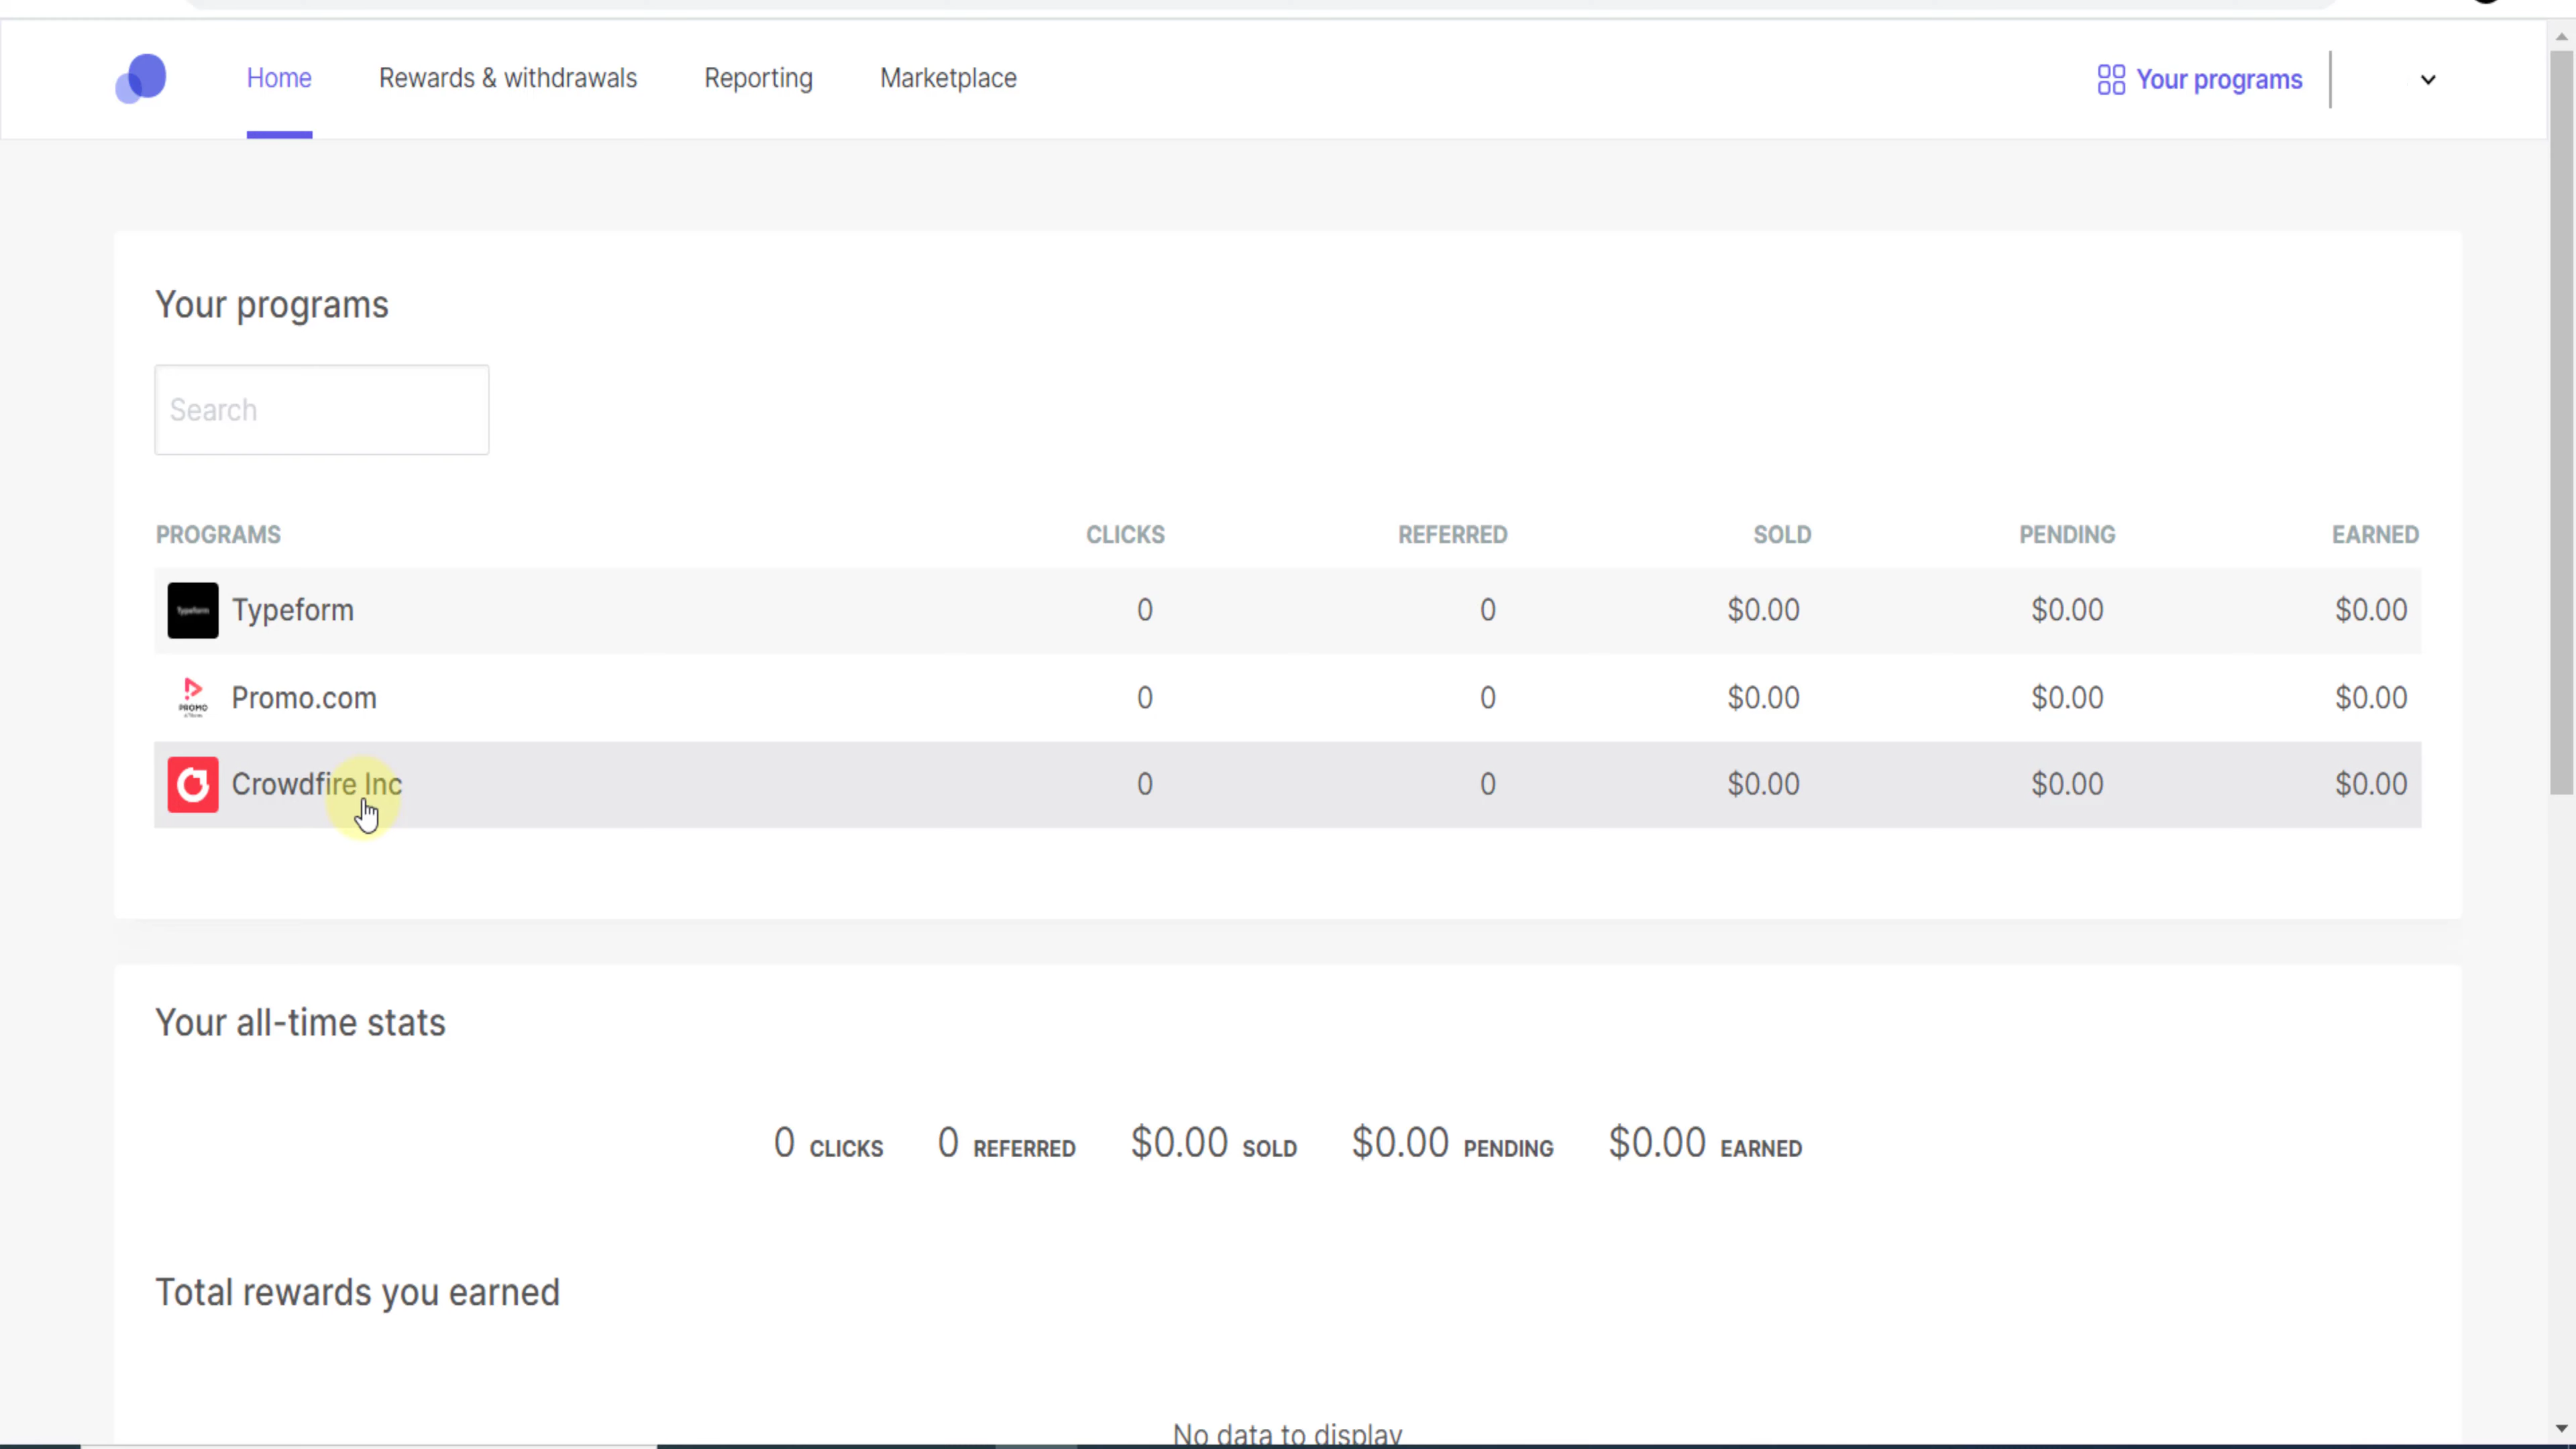 Home Rewards & withdrawals Reporting Marketplace Your programs
Your programs
Search
PROGRAMS CLICKS REFERRED SOLD PENDING EARNED
Typeform Typeform 0 0 $0.00 $0.00 $0.00
PROMO Promo.com 0 0 $0.00 $0.00 $0.00
Crowdfire Inc 0 0 $0.00 $0.00 $0.00
Your all-time stats
0 CLICKS 0 REFERRED $0.00 SOLD $0.00 PENDING $0.00 EARNED
Total rewards you earned
No data to display